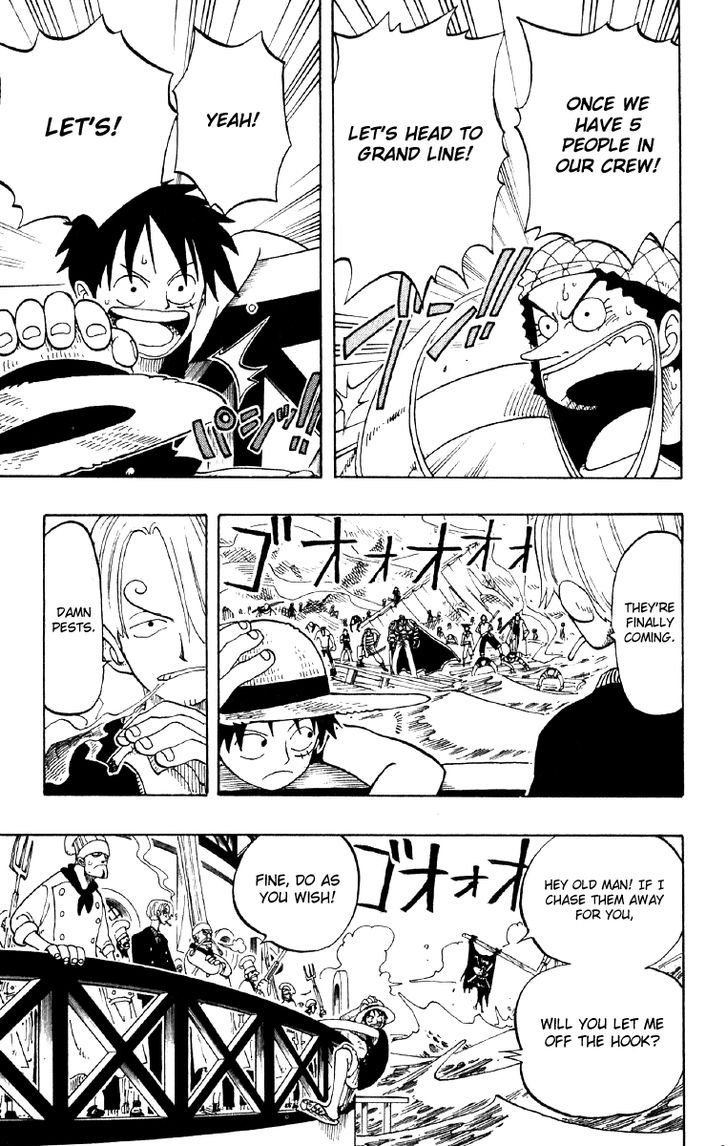 ONCE WE
HAVE 5
PEOPLE IN
OUR CREW!
LET'S HEAD TO
GRAND LINE!
YEAH!
LET'S!
THEY'RE
FINALLY
COMING.
ゴオオオオオオ
DAMN
PESTS.
HEY OLD MAN! IF I
CHASE THEM AWAY
FOR YOU,
WILL YOU LET ME
OFF THE HOOK?
ゴオオオ
FINE, DO AS
YOU WISH!